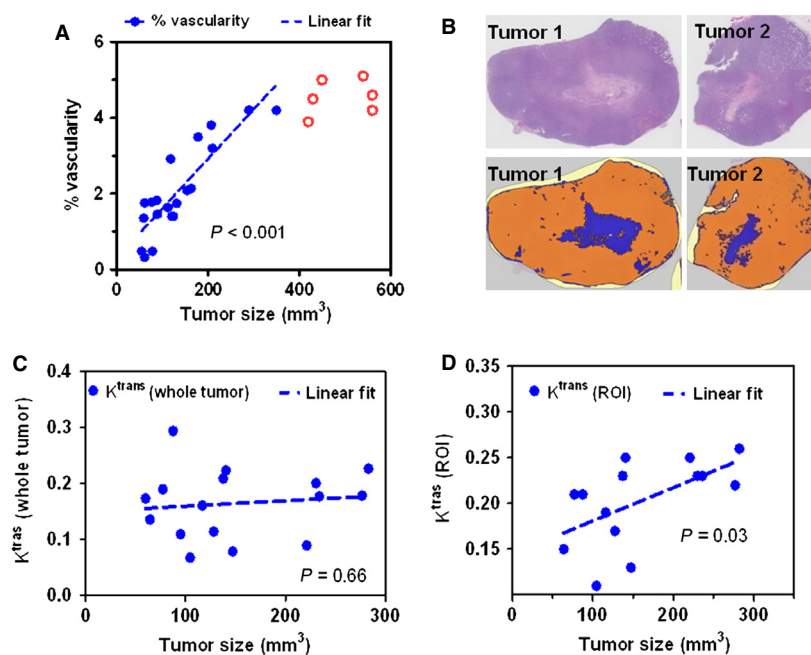 A
% vascularity
Linear fit
6
4
2
0
% vascularity
P < 0.001
0
200
400
600
Tumor size (mm³)
B
Tumor 1
Tumor 2
Tumor 1
Tumor 2
C
0.4
0.3
0.2
0.1
0.0
Kᵗʳᵃˢ (whole tumor)
Kᵗʳᵃⁿˢ (whole tumor)
Linear fit
P = 0.66
0
100
200
300
Tumor size (mm³)
D
0.35
0.30
0.25
0.20
0.15
Kᵗʳᵃˢ (ROI)
Kᵗʳᵃⁿˢ (ROI)
Linear fit
P = 0.03
0
100
200
300
Tumor size (mm³)